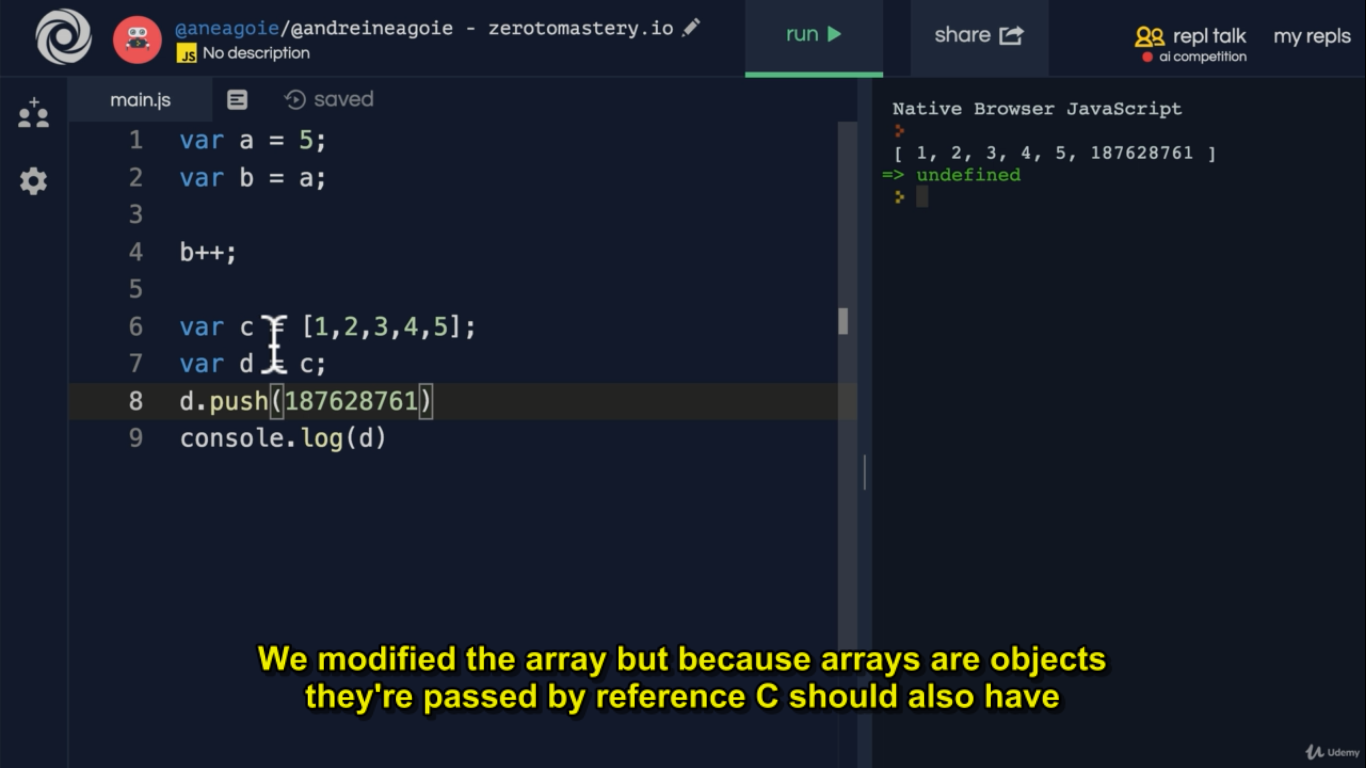 @aneagoie/@andreineagoie - zerotomastery.io
JS No description
run
share
repl talk
ai competition
my repls
main.js
saved
1 var a = 5;
2 var b = a;
3
4 b++;
5
6 var c = [1,2,3,4,5];
7 var d = c;
8 d.push(187628761)
9 console.log(d)
Native Browser JavaScript
[ 1, 2, 3, 4, 5, 187628761 ]
=> undefined
We modified the array but because arrays are objects
they're passed by reference C should also have
Udemy